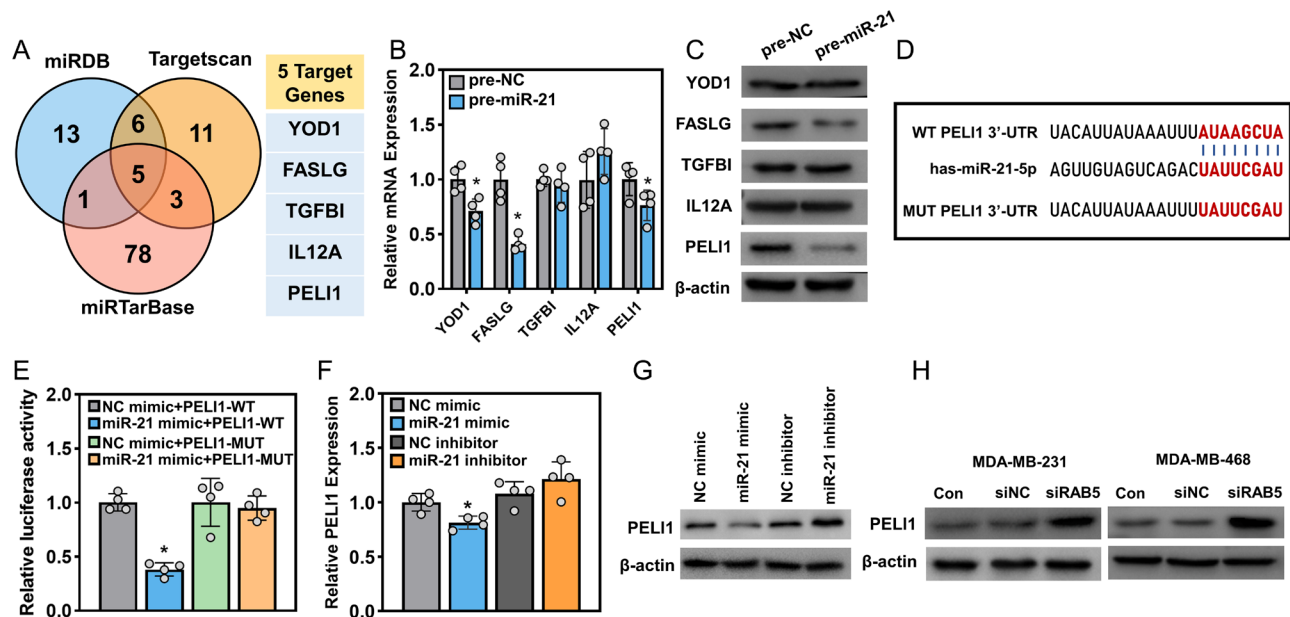 A
miRDB
Targetscan
13
6
11
5
1
3
78
miRTarBase
5 Target
Genes
YOD1
FASLG
TGFBI
IL12A
PELI1
B
Relative mRNA Expression
2.0
1.5
1.0
0.5
0.0
pre-NC
pre-miR-21
*
*
*
YOD1
FASLG
TGFBI
IL12A
PELI1
C
pre-NC
pre-miR-21
YOD1
FASLG
TGFBI
IL12A
PELI1
β-actin
D
WT PELI1 3'-UTR UACAUUAUAAAUUUAUAAGCUA
has-miR-21-5p AGUUGUAGUCAGACUAUUCGAU
MUT PELI1 3'-UTR UACAUUAUAAAUUUUAUUCGAU
E
Relative luciferase activity
2.0
1.5
1.0
0.5
0.0
NC mimic+PELI1-WT
miR-21 mimic+PELI1-WT
NC mimic+PELI1-MUT
miR-21 mimic+PELI1-MUT
*
F
Relative PELI1 Expression
2.0
1.5
1.0
0.5
0.0
NC mimic
miR-21 mimic
NC inhibitor
miR-21 inhibitor
*
G
NC mimic
miR-21 mimic
NC inhibitor
miR-21 inhibitor
PELI1
β-actin
H
MDA-MB-231
MDA-MB-468
Con siNC siRAB5
Con siNC siRAB5
PELI1
β-actin